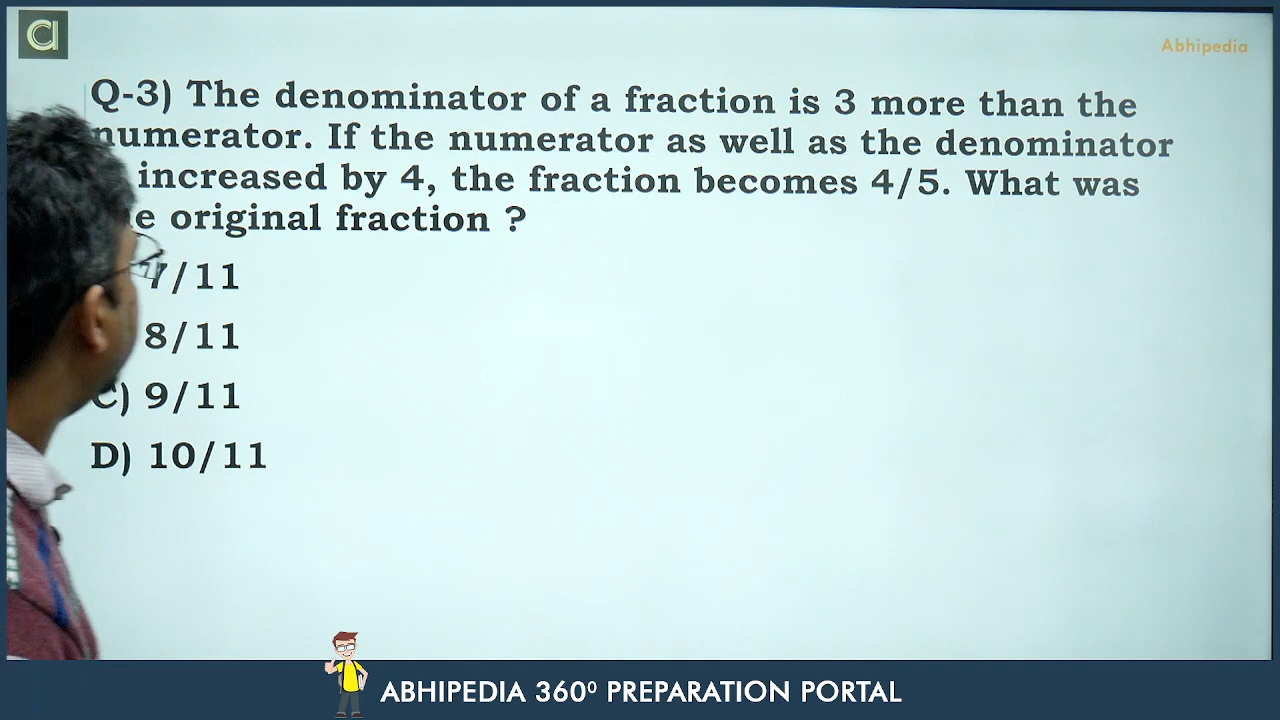 Abhipedia
Q-3) The denominator of a fraction is 3 more than the
numerator. If the numerator as well as the denominator
increased by 4, the fraction becomes 4/5. What was
original fraction ?
7/11
8/11
C) 9/11
D) 10/11
ABHIPEDIA 360⁰ PREPARATION PORTAL